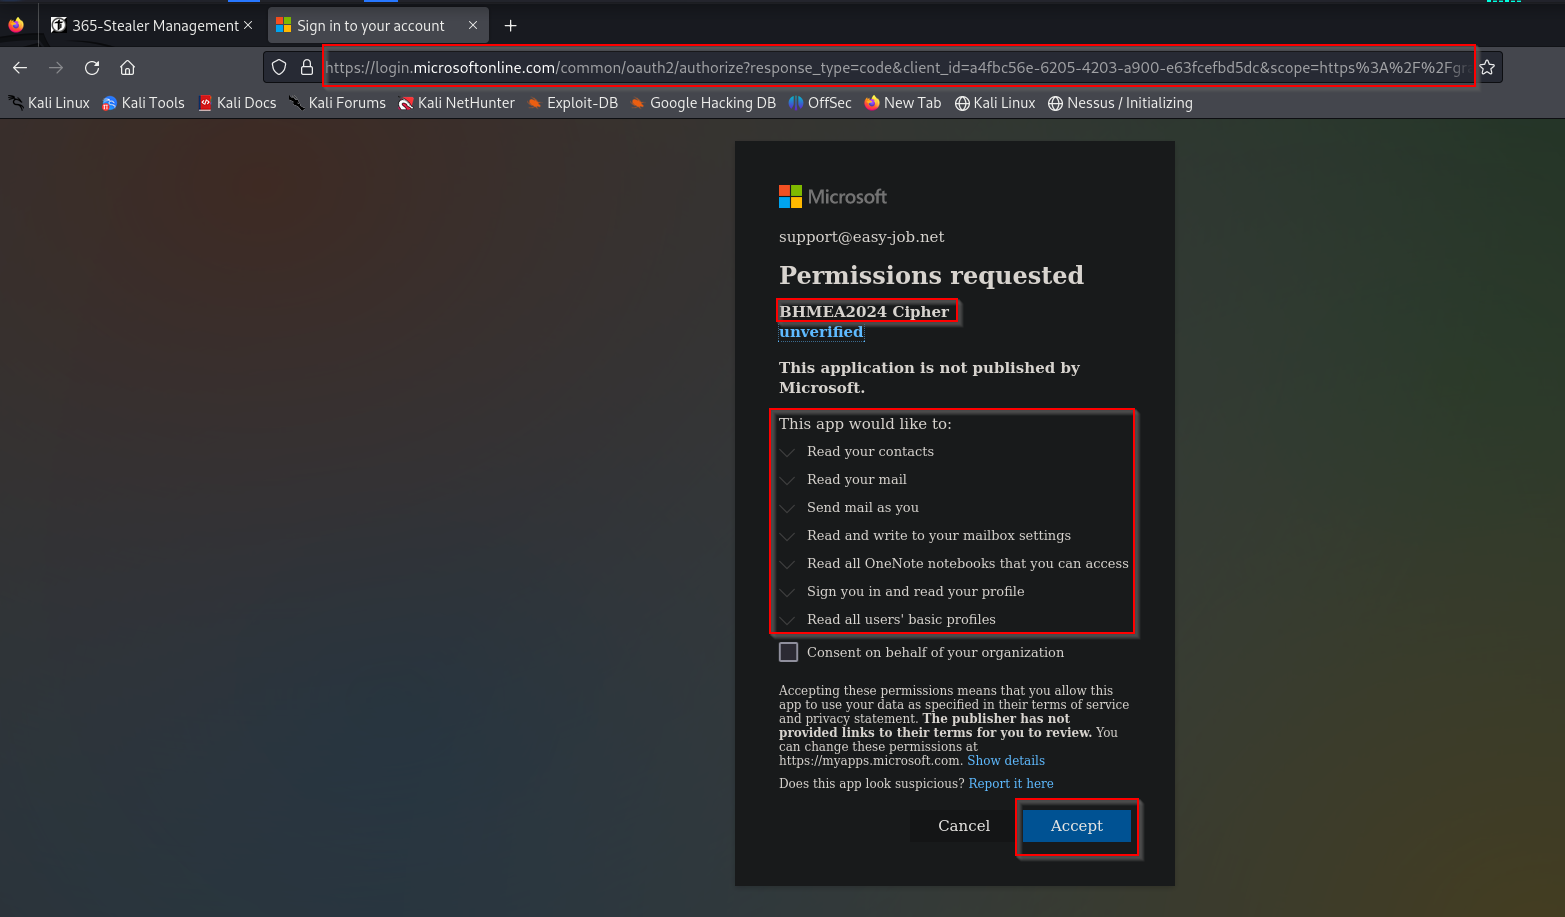 365-Stealer Management
Sign in to your account
https://login.microsoftonline.com/common/oauth2/authorize?response_type=code&client_id=a4fbc56e-6205-4203-a900-e63fcefbd5dc&scope=https%3A%2F%2Fgr
Kali Linux Kali Tools Kali Docs Kali Forums Kali NetHunter Exploit-DB Google Hacking DB OffSec New Tab Kali Linux Nessus / Initializing
Microsoft
support@easy-job.net
Permissions requested
BHMEA2024 Cipher
unverified
This application is not published by
Microsoft.
This app would like to:
Read your contacts
Read your mail
Send mail as you
Read and write to your mailbox settings
Read all OneNote notebooks that you can access
Sign you in and read your profile
Read all users' basic profiles
Consent on behalf of your organization
Accepting these permissions means that you allow this
app to use your data as specified in their terms of service
and privacy statement. The publisher has not
provided links to their terms for you to review. You
can change these permissions at
https://myapps.microsoft.com. Show details
Does this app look suspicious? Report it here
Cancel Accept